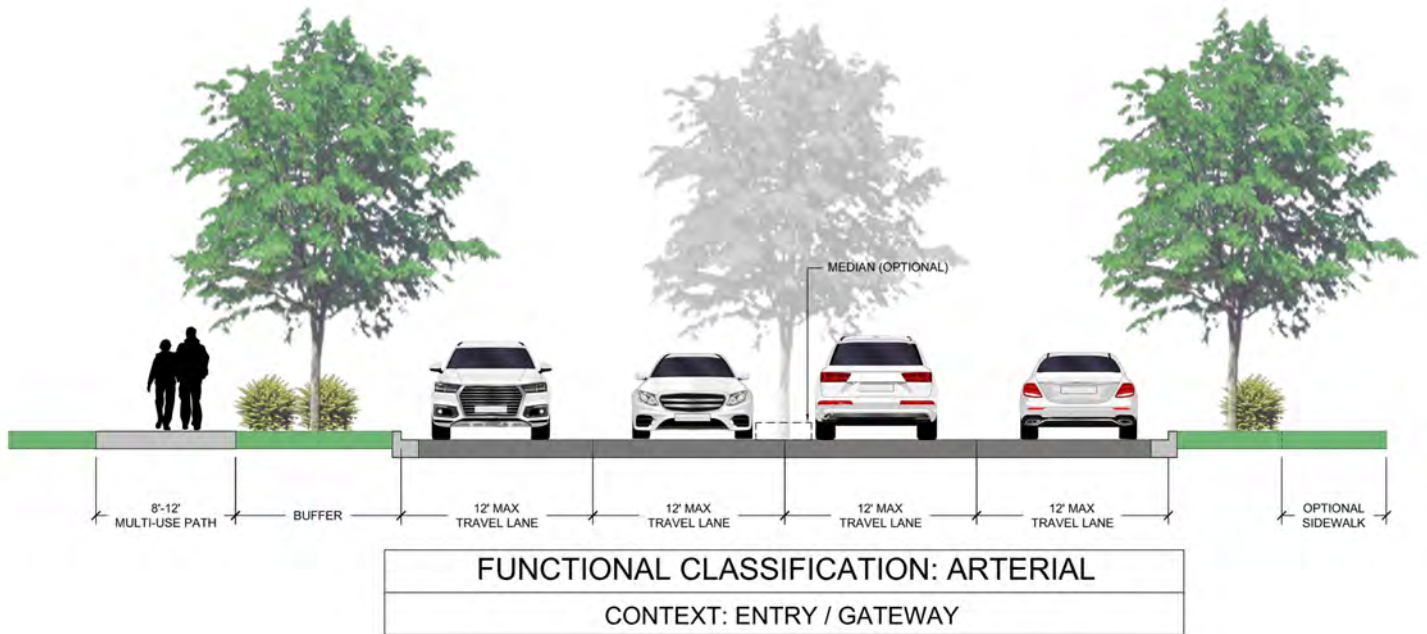 MEDIAN (OPTIONAL)
8'-12'
MULTI-USE PATH
BUFFER
12' MAX
TRAVEL LANE
12' MAX
TRAVEL LANE
12' MAX
TRAVEL LANE
12' MAX
TRAVEL LANE
OPTIONAL
SIDEWALK
FUNCTIONAL CLASSIFICATION: ARTERIAL
CONTEXT: ENTRY / GATEWAY